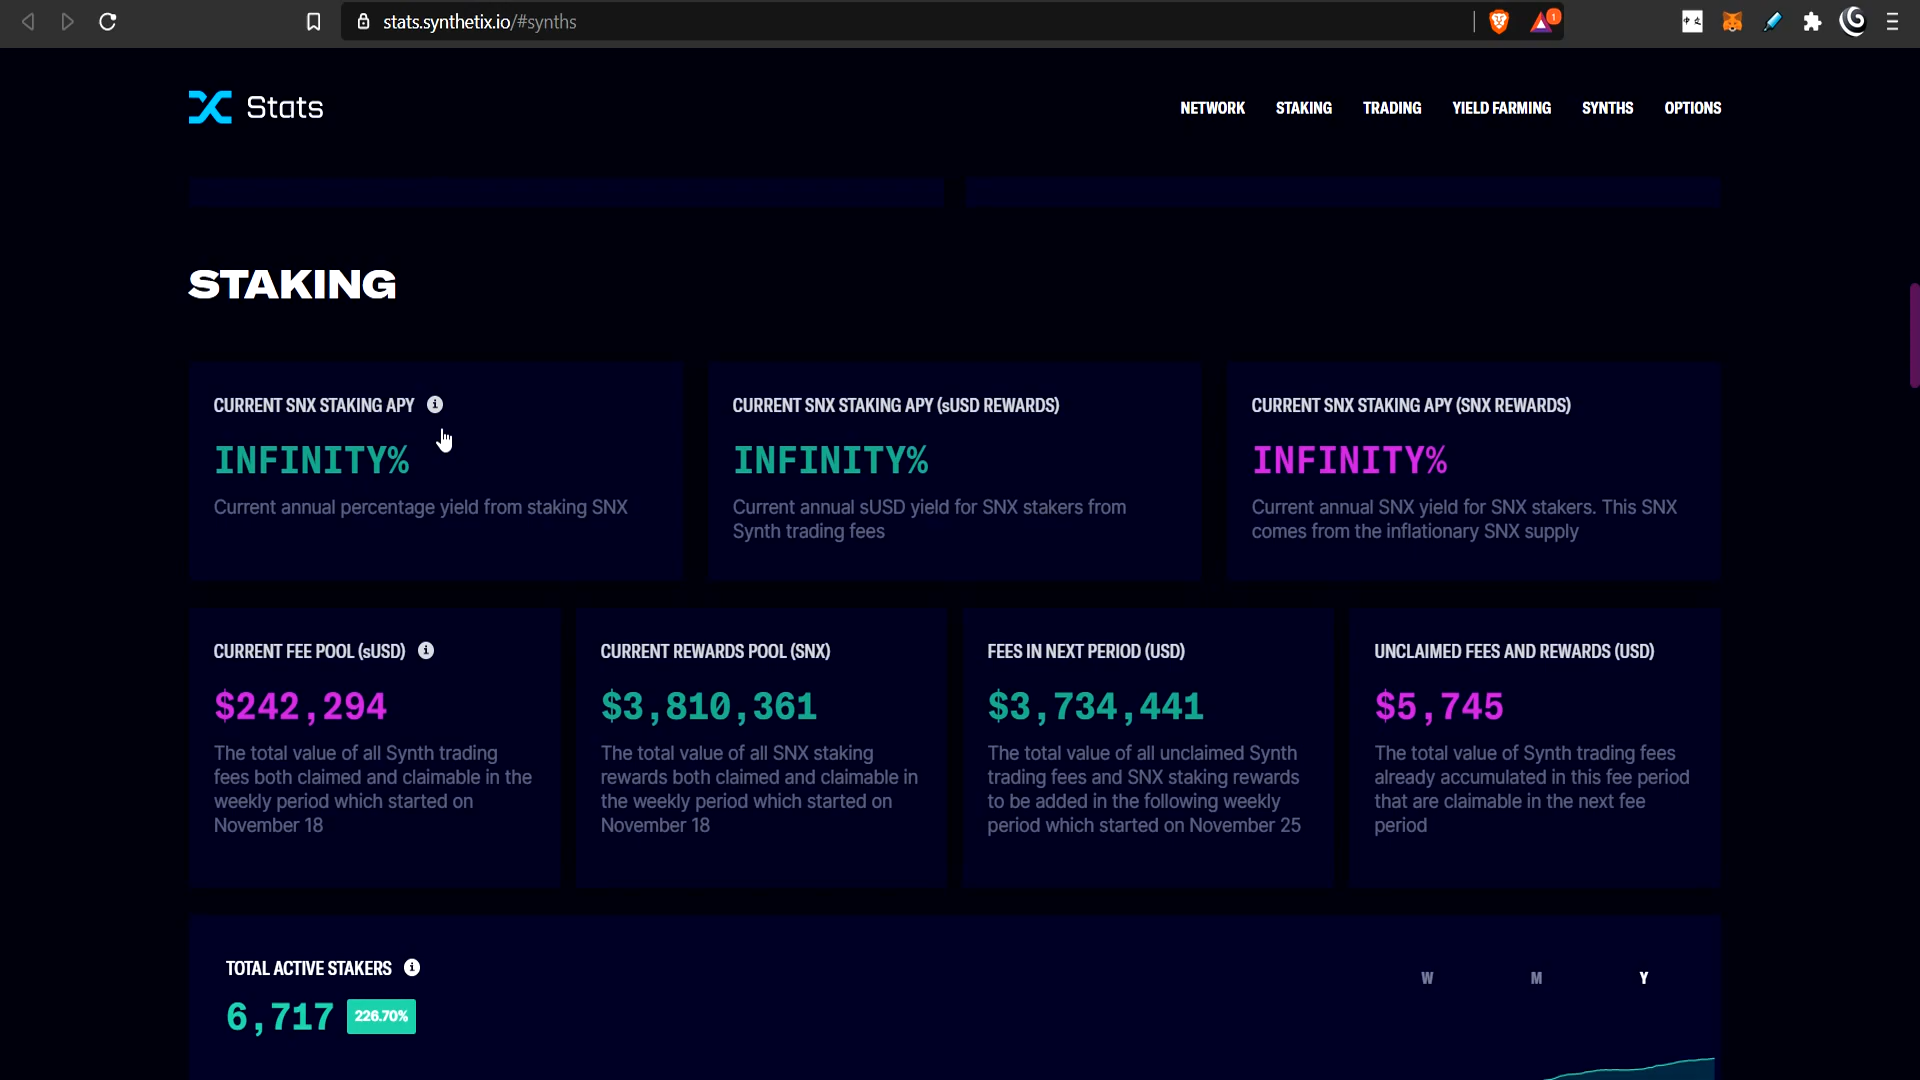 stats.synthetix.io/#synths
1
Stats
NETWORK STAKING TRADING YIELD FARMING SYNTHS OPTIONS
STAKING
CURRENT SNX STAKING APY
INFINITY%
Current annual percentage yield from staking SNX
CURRENT SNX STAKING APY (sUSD REWARDS)
INFINITY%
Current annual sUSD yield for SNX stakers from
Synth trading fees
CURRENT SNX STAKING APY (SNX REWARDS)
INFINITY%
Current annual SNX yield for SNX stakers. This SNX
comes from the inflationary SNX supply
CURRENT FEE POOL (sUSD)
$242,294
The total value of all Synth trading
fees both claimed and claimable in the
weekly period which started on
November 18
CURRENT REWARDS POOL (SNX)
$3,810,361
The total value of all SNX staking
rewards both claimed and claimable in
the weekly period which started on
November 18
FEES IN NEXT PERIOD (USD)
$3,734,441
The total value of all unclaimed Synth
trading fees and SNX staking rewards
to be added in the following weekly
period which started on November 25
UNCLAIMED FEES AND REWARDS (USD)
$5,745
The total value of Synth trading fees
already accumulated in this fee period
that are claimable in the next fee
period
TOTAL ACTIVE STAKERS
W M Y
6,717 226.70%